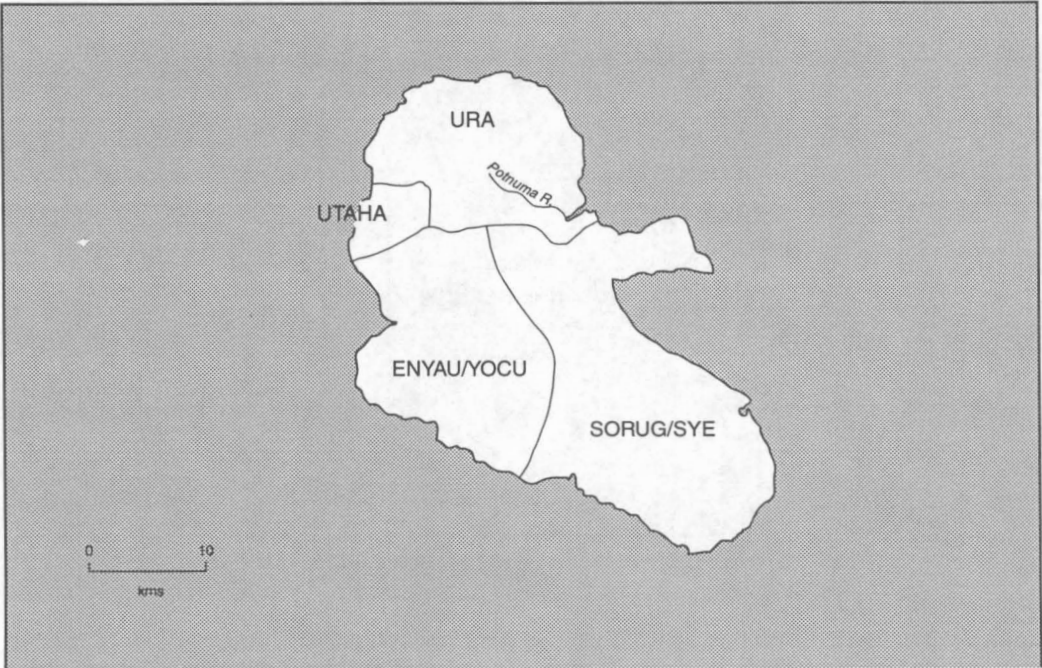 URA
Potnuma R.
UTAHA
ENYAU/YOCU
SORUG/SYE
0 10
kms